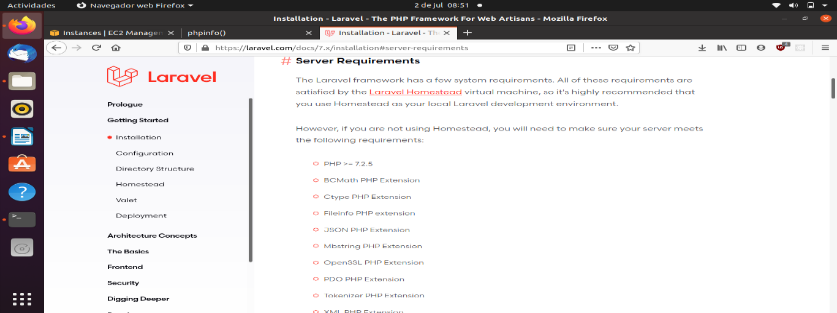 Actividades
Navegador web Firefox
2 de jul 08:51
Installation - Laravel - The PHP Framework For Web Artisans - Mozilla Firefox
Instances | EC2 Manager
phpinfo()
Installation - Laravel - The
https://laravel.com/docs/7.x/installation#server-requirements
Laravel
Prologue
Getting Started
Installation
Configuration
Directory Structure
Homestead
Valet
Deployment
Architecture Concepts
The Basics
Frontend
Security
Digging Deeper
# Server Requirements
The Laravel framework has a few system requirements. All of these requirements are
satisfied by the Laravel Homestead virtual machine, so it's highly recommended that
you use Homestead as your local Laravel development environment.
However, if you are not using Homestead, you will need to make sure your server meets
the following requirements:
PHP >= 7.2.5
BCMath PHP Extension
Ctype PHP Extension
Fileinfo PHP extension
JSON PHP Extension
Mbstring PHP Extension
OpenSSL PHP Extension
PDO PHP Extension
Tokenizer PHP Extension
XML PHP Extension